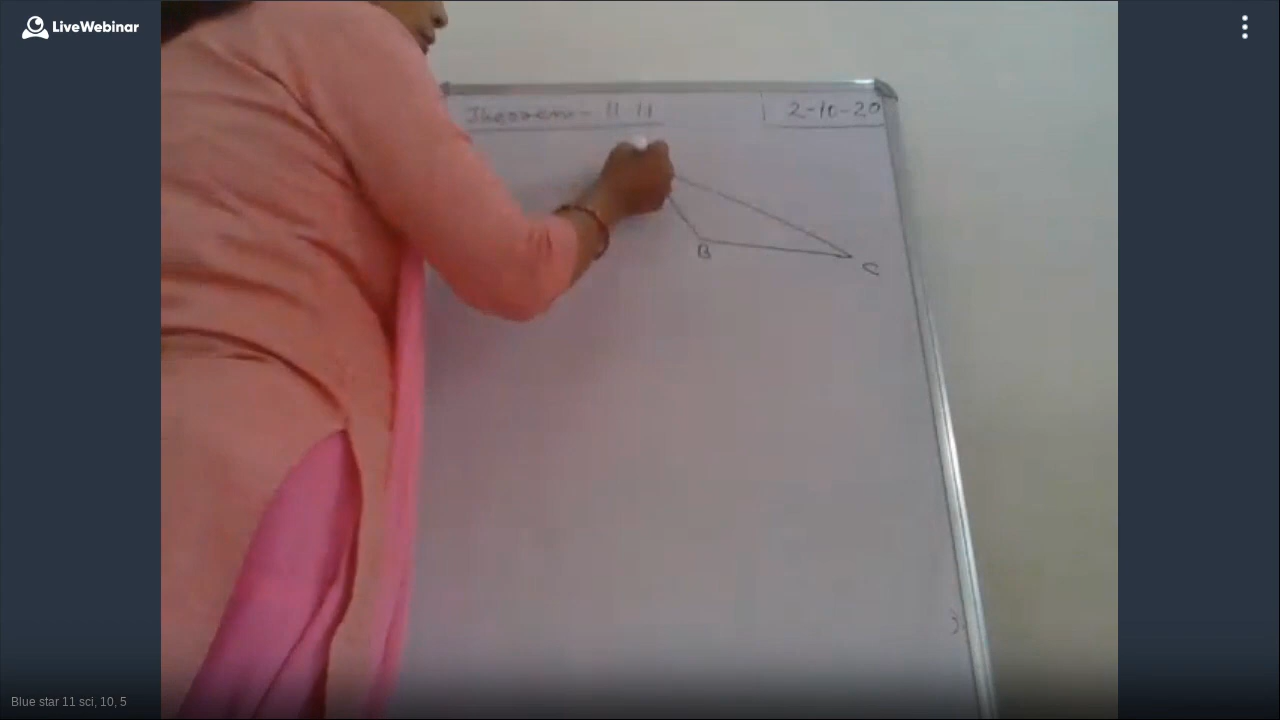 LiveWebinar
Theorem - 11 11
2-10-20
B
C
Blue star 11 sci, 10, 5